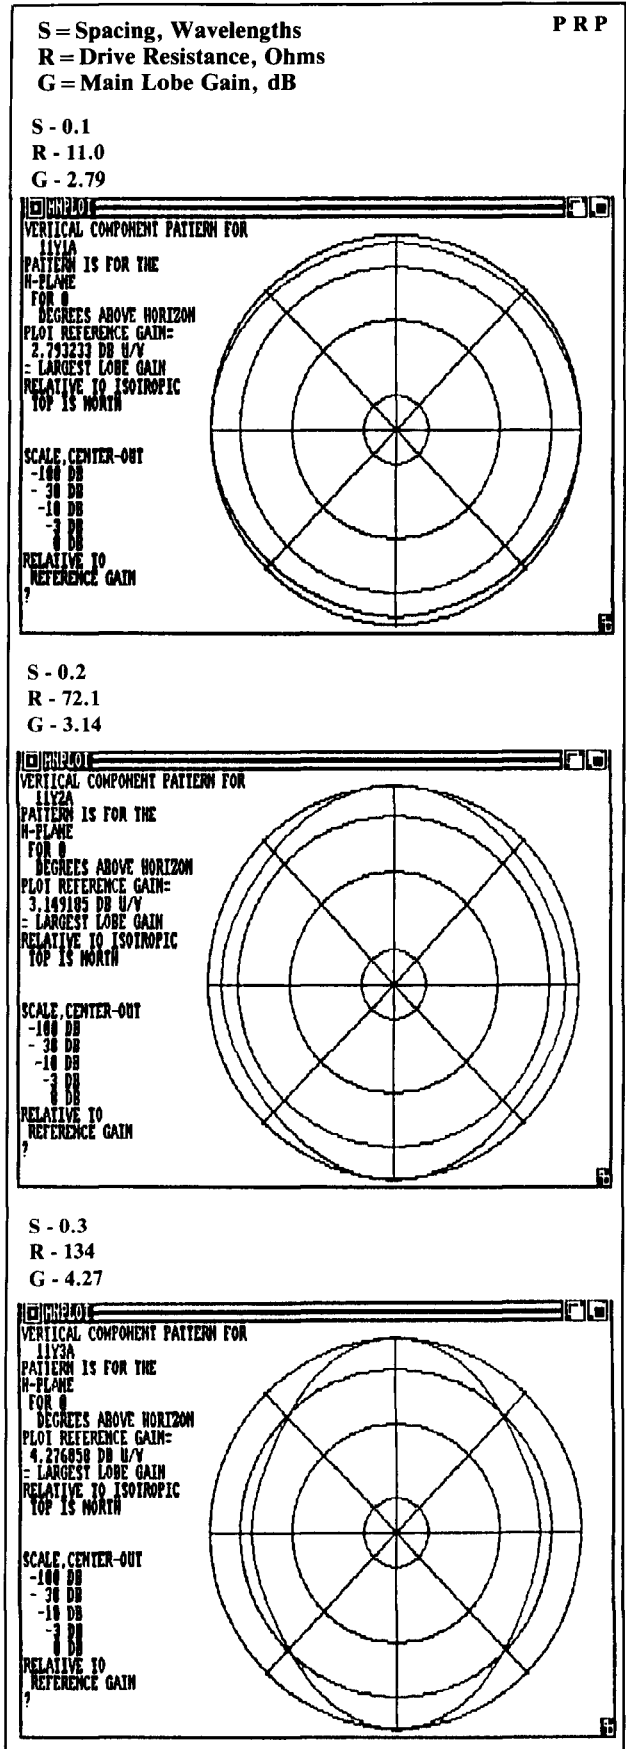 S = Spacing, Wavelengths
P R P
R = Drive Resistance, Ohms
G = Main Lobe Gain, dB
S - 0.1
R - 11.0
G - 2.79
MNPLOT
VERTICAL COMPONENT PATTERN FOR
11Y1A
PATTERN IS FOR THE
H-PLANE
FOR 0
DEGREES ABOVE HORIZON
PLOT REFERENCE GAIN=
2.793233 DB U/V
= LARGEST LOBE GAIN
RELATIVE TO ISOTROPIC
TOP IS NORTH
SCALE,CENTER-OUT
-100 DB
- 30 DB
-10 DB
-3 DB
0 DB
RELATIVE TO
REFERENCE GAIN
?
S - 0.2
R - 72.1
G - 3.14
MNPLOT
VERTICAL COMPONENT PATTERN FOR
11Y2A
PATTERN IS FOR THE
H-PLANE
FOR 0
DEGREES ABOVE HORIZON
PLOT REFERENCE GAIN=
3.149185 DB U/V
= LARGEST LOBE GAIN
RELATIVE TO ISOTROPIC
TOP IS NORTH
SCALE,CENTER-OUT
-100 DB
- 30 DB
-10 DB
-3 DB
0 DB
RELATIVE TO
REFERENCE GAIN
?
S - 0.3
R - 134
G - 4.27
MNPLOT
VERTICAL COMPONENT PATTERN FOR
11Y3A
PATTERN IS FOR THE
H-PLANE
FOR 0
DEGREES ABOVE HORIZON
PLOT REFERENCE GAIN=
4.276858 DB U/V
= LARGEST LOBE GAIN
RELATIVE TO ISOTROPIC
TOP IS NORTH
SCALE,CENTER-OUT
-100 DB
- 30 DB
-10 DB
-3 DB
0 DB
RELATIVE TO
REFERENCE GAIN
?